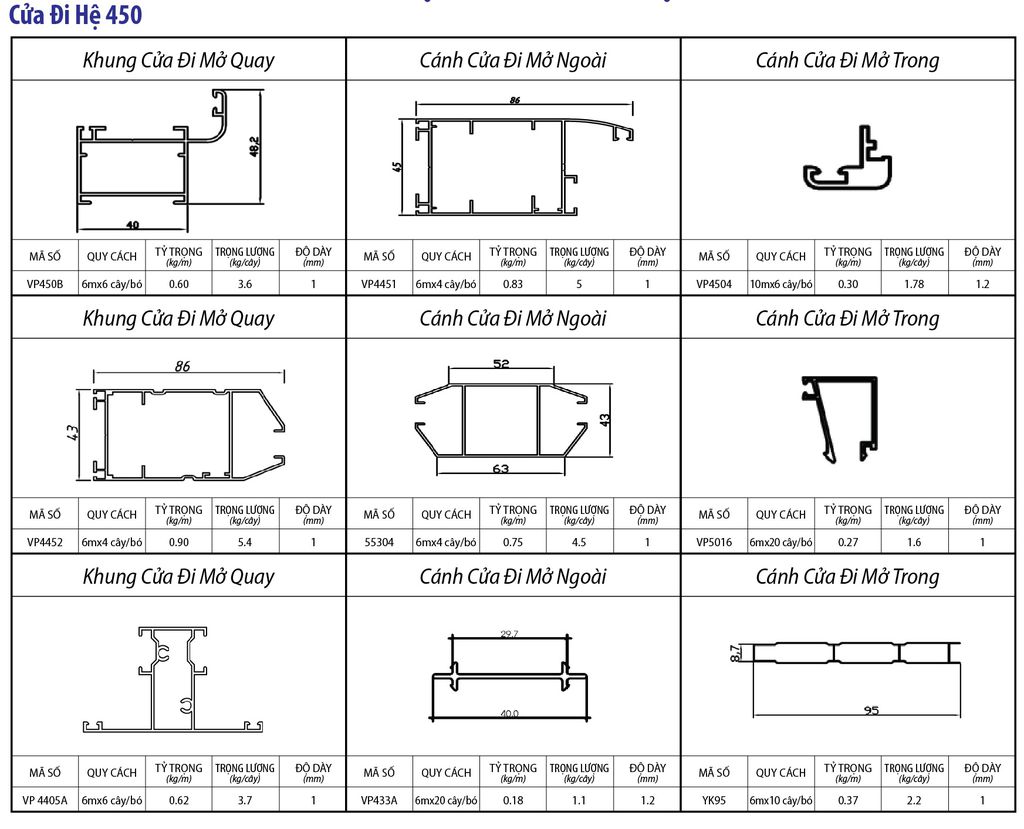 Cửa Đi Hệ 450
Khung Cửa Đi Mở Quay
Cánh Cửa Đi Mở Ngoài
Cánh Cửa Đi Mở Trong
48,2
40
86
45
MÃ SỐ QUY CÁCH TỶ TRỌNG (kg/m) TRỌNG LƯỢNG (kg/cây) ĐỘ DÀY (mm)
VP450B 6mx6 cây/bó 0.60 3.6 1
MÃ SỐ QUY CÁCH TỶ TRỌNG (kg/m) TRỌNG LƯỢNG (kg/cây) ĐỘ DÀY (mm)
VP4451 6mx4 cây/bó 0.83 5 1
MÃ SỐ QUY CÁCH TỶ TRỌNG (kg/m) TRỌNG LƯỢNG (kg/cây) ĐỘ DÀY (mm)
VP4504 10mx6 cây/bó 0.30 1.78 1.2
Khung Cửa Đi Mở Quay
Cánh Cửa Đi Mở Ngoài
Cánh Cửa Đi Mở Trong
86
43
52
43
63
MÃ SỐ QUY CÁCH TỶ TRỌNG (kg/m) TRỌNG LƯỢNG (kg/cây) ĐỘ DÀY (mm)
VP4452 6mx4 cây/bó 0.90 5.4 1
MÃ SỐ QUY CÁCH TỶ TRỌNG (kg/m) TRỌNG LƯỢNG (kg/cây) ĐỘ DÀY (mm)
55304 6mx4 cây/bó 0.75 4.5 1
MÃ SỐ QUY CÁCH TỶ TRỌNG (kg/m) TRỌNG LƯỢNG (kg/cây) ĐỘ DÀY (mm)
VP5016 6mx20 cây/bó 0.27 1.6 1
Khung Cửa Đi Mở Quay
Cánh Cửa Đi Mở Ngoài
Cánh Cửa Đi Mở Trong
29.7
40.0
8,7
95
MÃ SỐ QUY CÁCH TỶ TRỌNG (kg/m) TRỌNG LƯỢNG (kg/cây) ĐỘ DÀY (mm)
VP 4405A 6mx6 cây/bó 0.62 3.7 1
MÃ SỐ QUY CÁCH TỶ TRỌNG (kg/m) TRỌNG LƯỢNG (kg/cây) ĐỘ DÀY (mm)
VP433A 6mx20 cây/bó 0.18 1.1 1.2
MÃ SỐ QUY CÁCH TỶ TRỌNG (kg/m) TRỌNG LƯỢNG (kg/cây) ĐỘ DÀY (mm)
YK95 6mx10 cây/bó 0.37 2.2 1